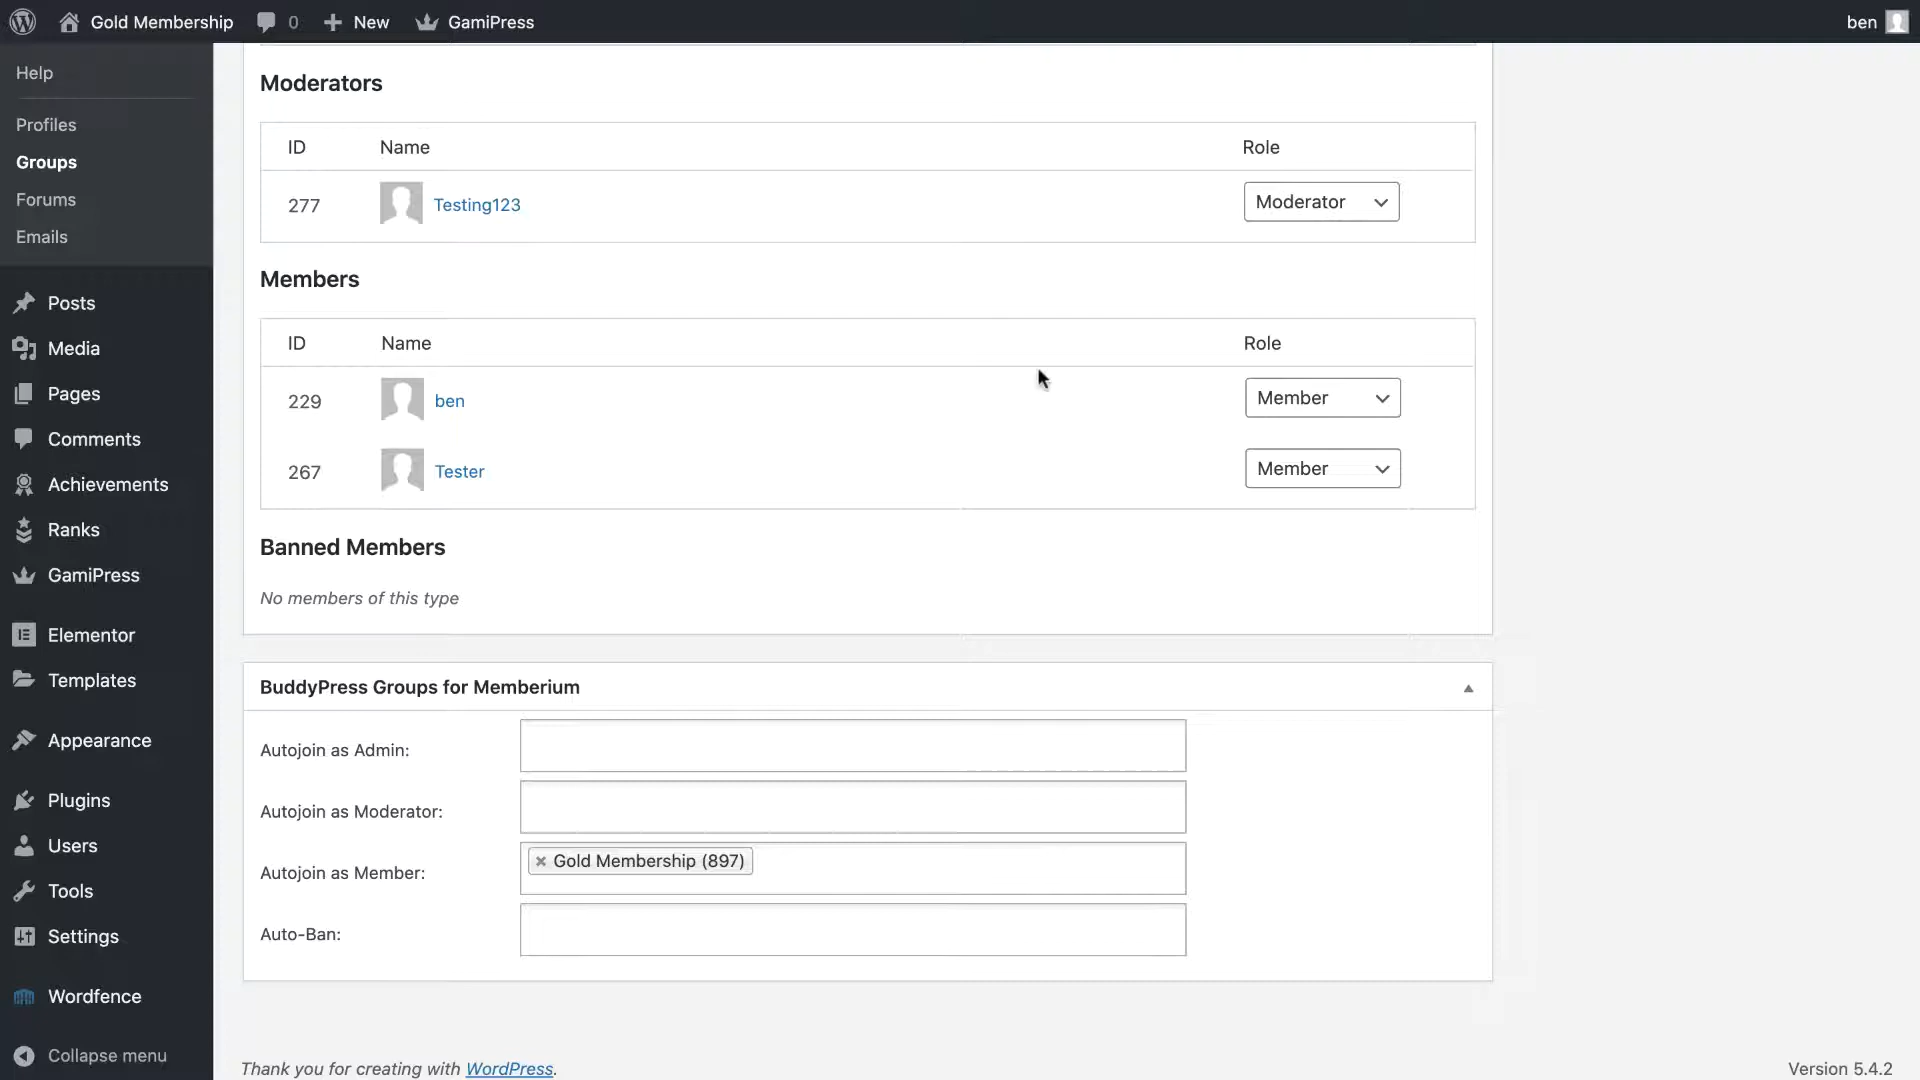 Gold Membership 0 New GamiPress ben
Help
Profiles
Groups
Forums
Emails
Posts
Media
Pages
Comments
Achievements
Ranks
GamiPress
Elementor
Templates
Appearance
Plugins
Users
Tools
Settings
Wordfence
Collapse menu
Moderators
ID Name Role
277 Testing123 Moderator
Members
ID Name Role
229 ben Member
267 Tester Member
Banned Members
No members of this type
BuddyPress Groups for Memberium
Autojoin as Admin:
Autojoin as Moderator:
Autojoin as Member: × Gold Membership (897)
Auto-Ban:
Thank you for creating with WordPress. Version 5.4.2